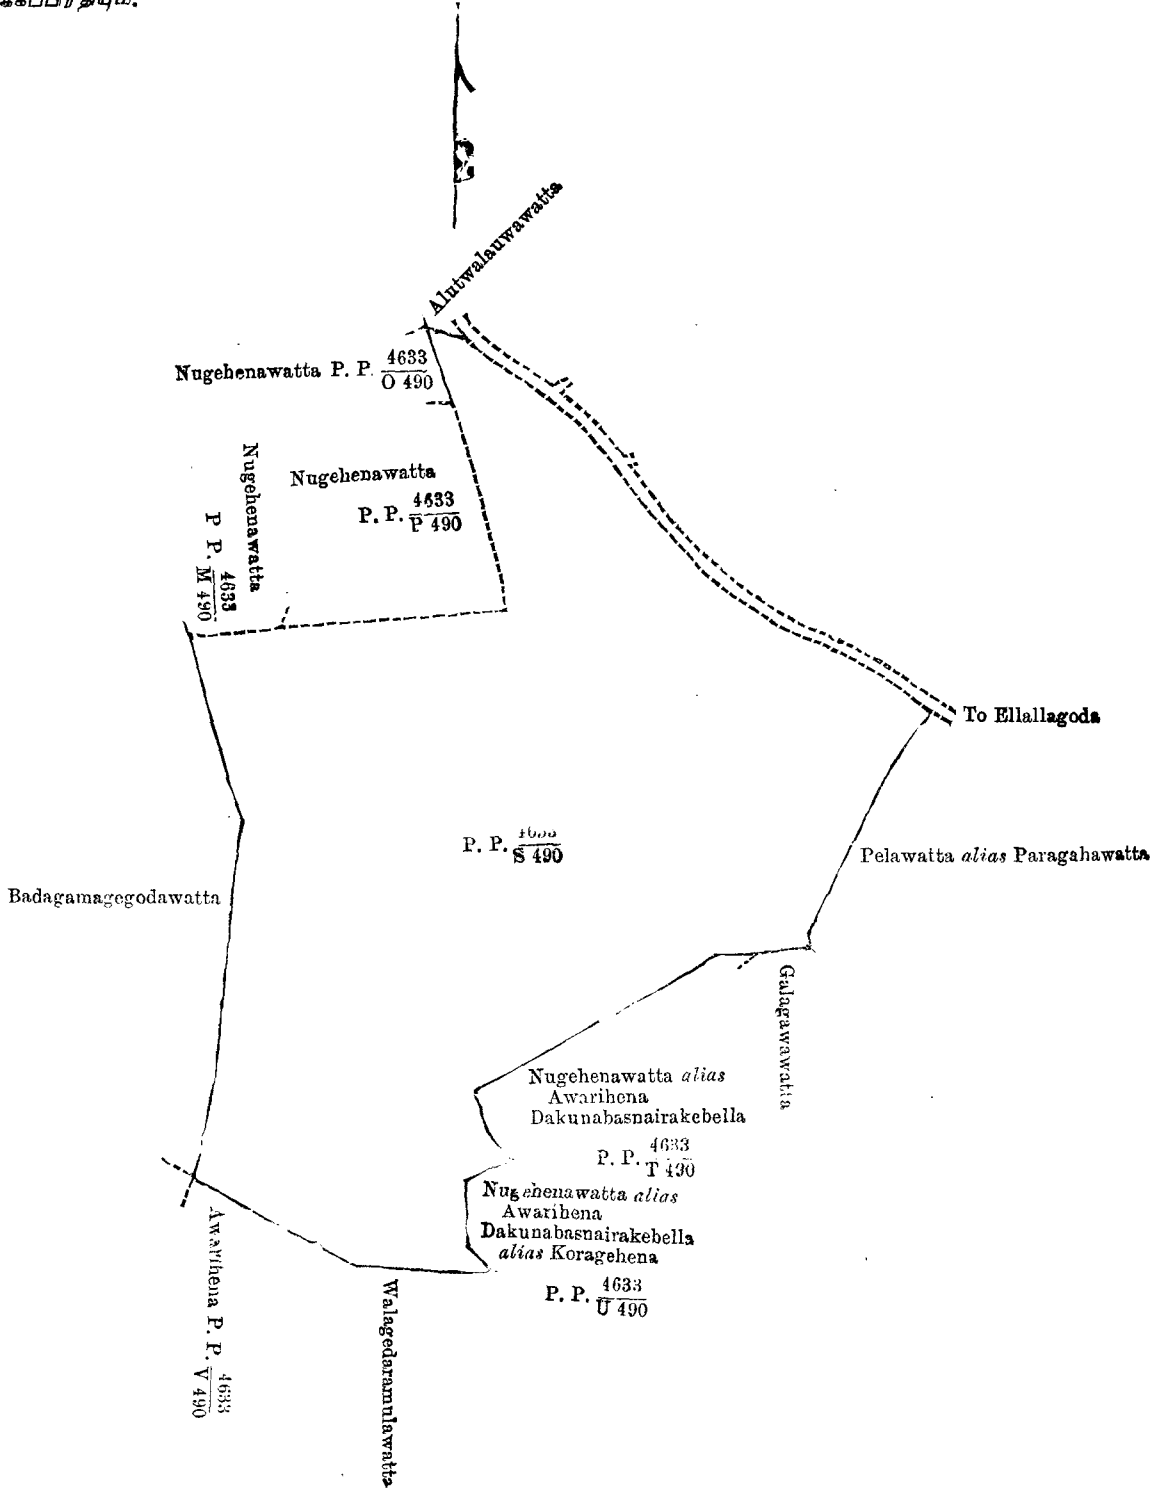 Alutwalauwawatta
Nugehenawatta P. P. 4633
O 490
Nugehenawatta
P. P. 4633
P 490
Nugehenawatta
P P. 4633
M 490
To Ellallagoda
P. P.
S 490
Pelawatta alias Paragahawatta
Badagamagegodawatta
Galagawawatta
Nugehenawatta alias
Awarihena
Dakunabasnairakebella
P. P. 4633
T 490
Nugehenawatta alias
Awarihena
Dakunabasnairakebella
alias Koragehena
P. P. 4633
U 490
Awarihena P. P. 4633
V 490
Walagedaramulawatta